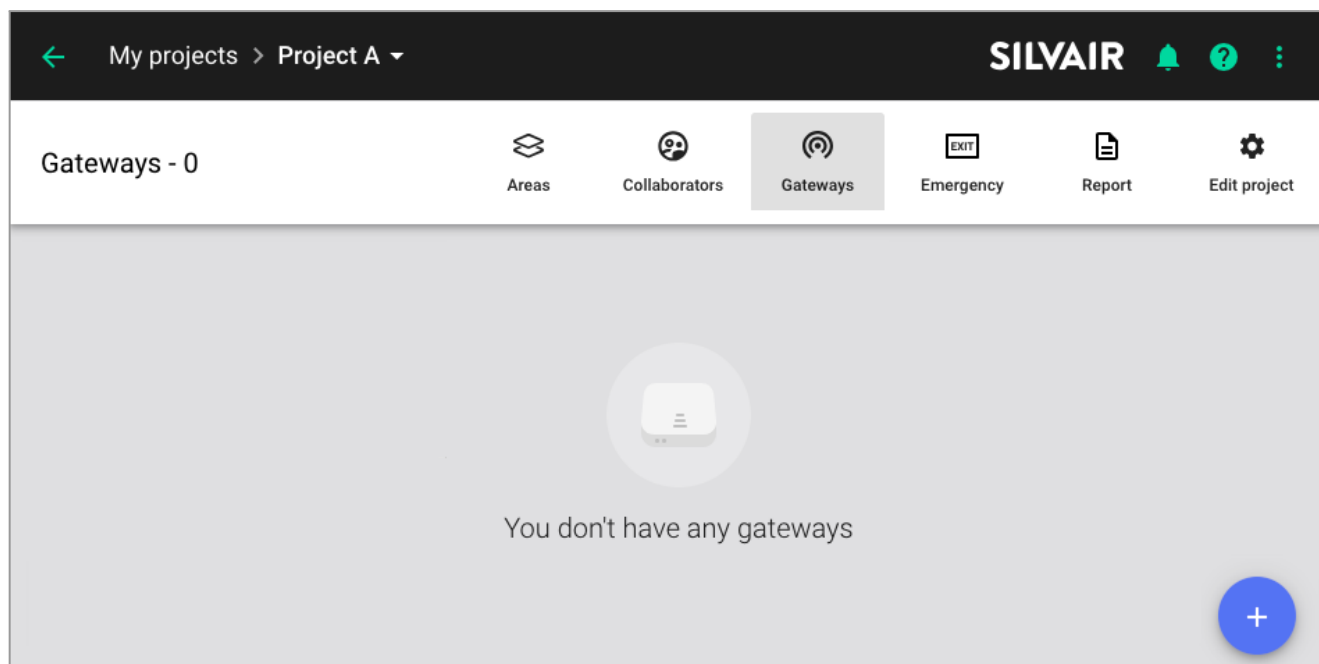 My projects > Project A
SILVAIR
?
Gateways - 0
Areas
Collaborators
Gateways
EXIT
Emergency
Report
Edit project
You don't have any gateways
+